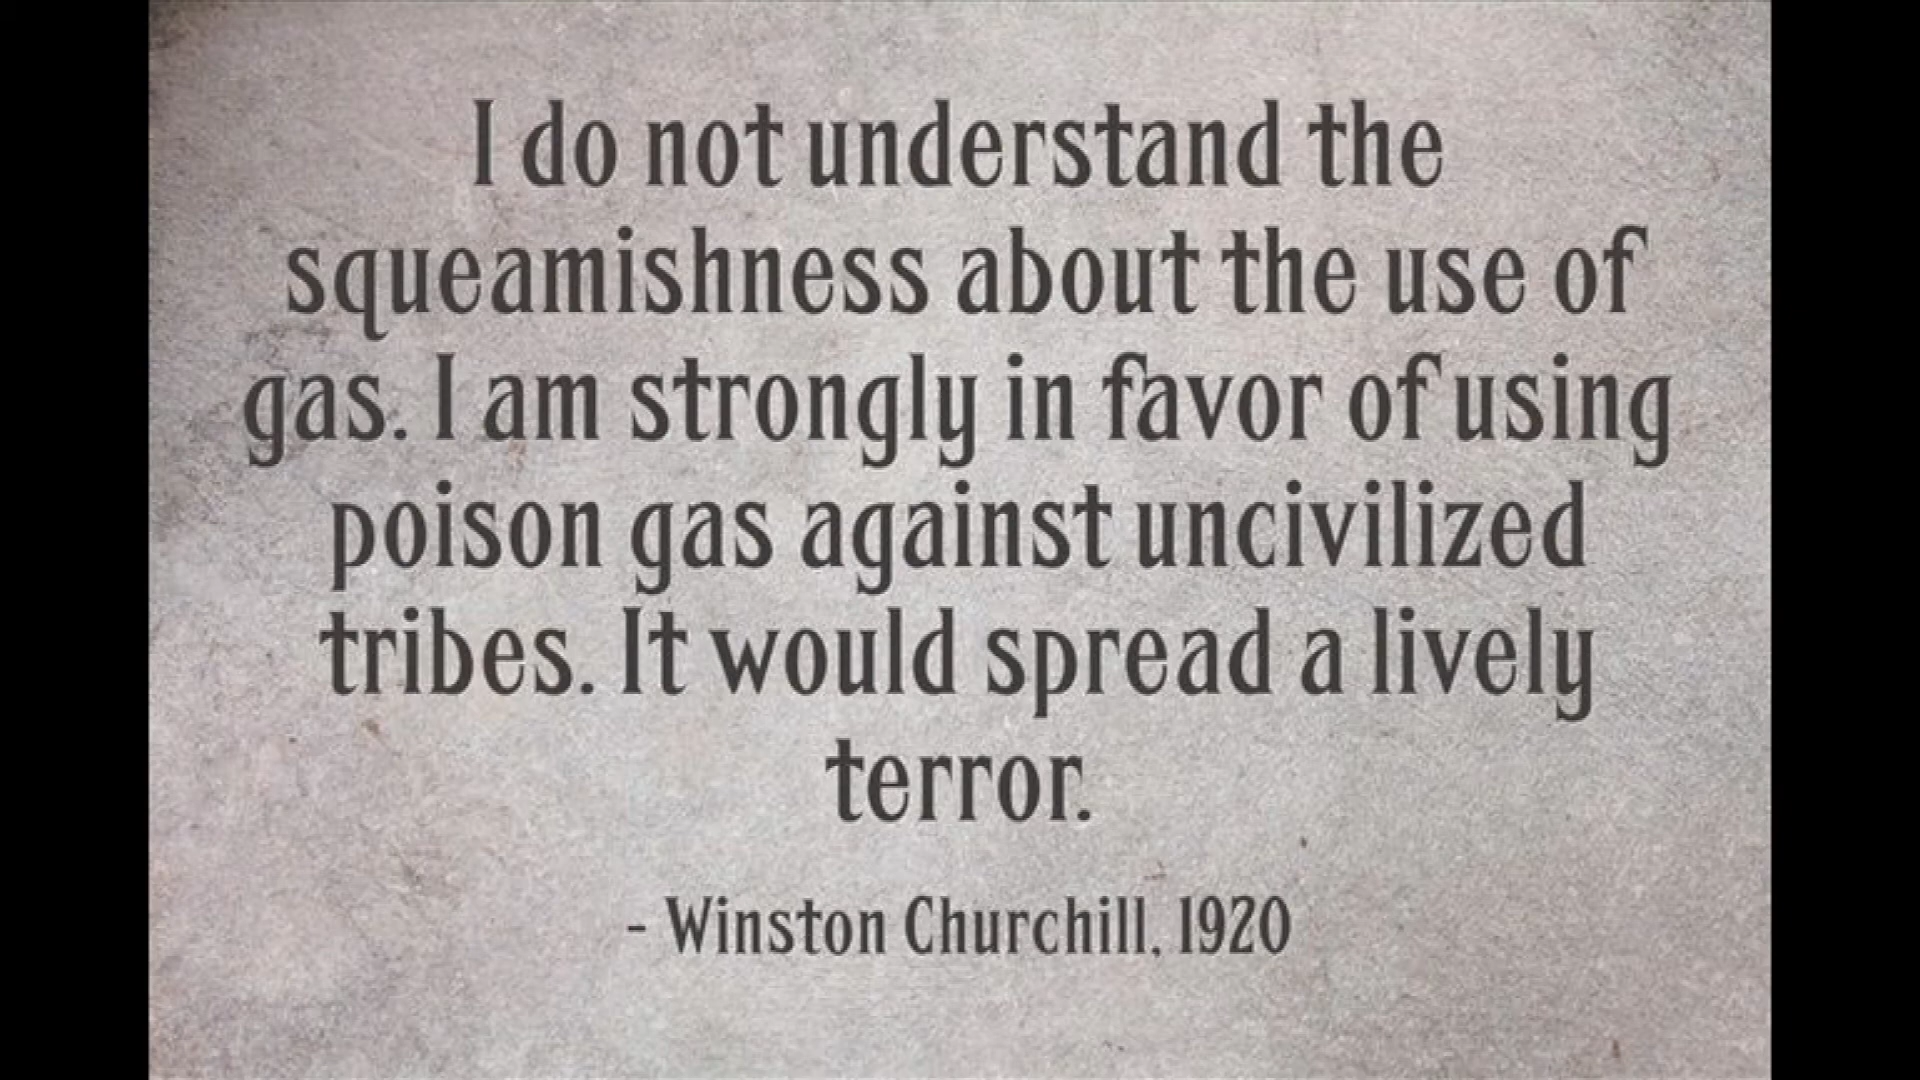 I do not understand the
squeamishness about the use of
gas. I am strongly in favor of using
poison gas against uncivilized
tribes. It would spread a lively
terror.
- Winston Churchill, 1920